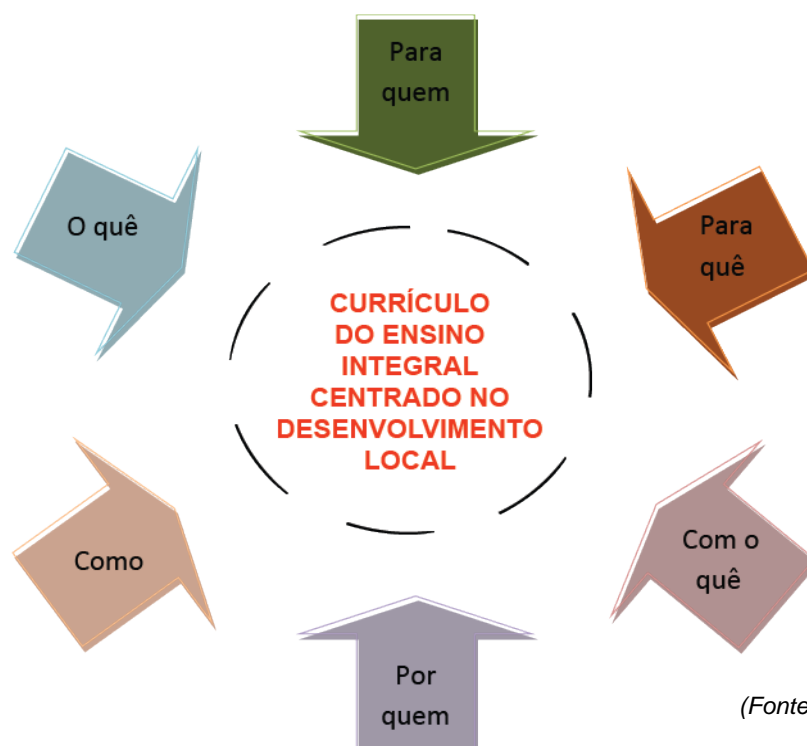 Para
quem
O quê
Para
quê
CURRÍCULO
DO ENSINO
INTEGRAL
CENTRADO NO
DESENVOLVIMENTO
LOCAL
Como
Com o
quê
Por
quem
(Fonte